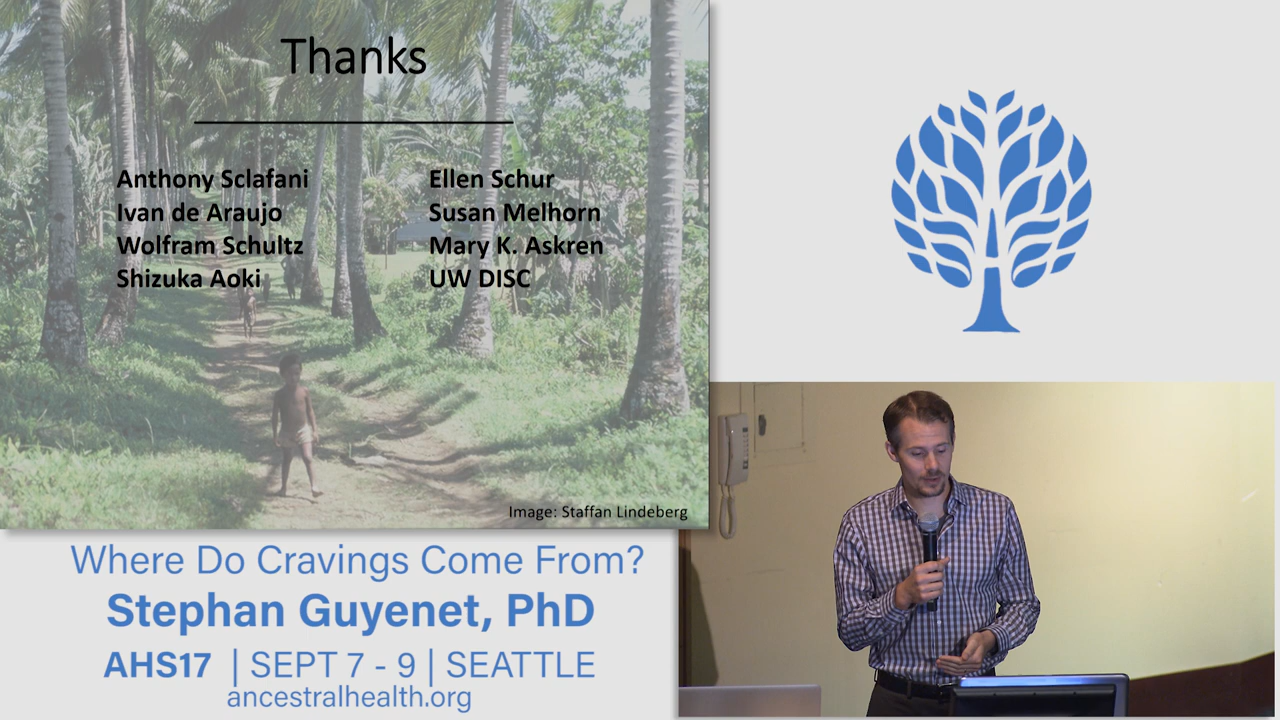 Thanks
Anthony Sclafani
Ivan de Araujo
Wolfram Schultz
Shizuka Aoki
Ellen Schur
Susan Melhorn
Mary K. Askren
UW DISC
Image: Staffan Lindeberg
Where Do Cravings Come From?
Stephan Guyenet, PhD
AHS17 | SEPT 7 - 9 | SEATTLE
ancestralhealth.org